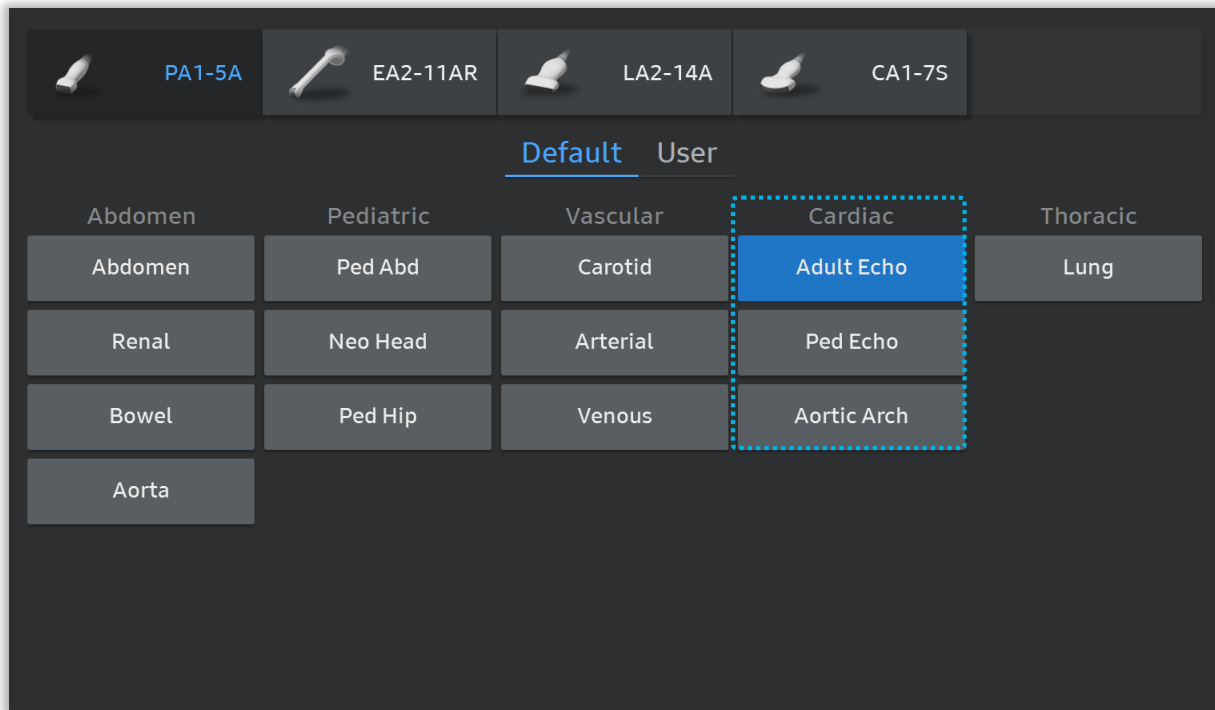 PA1-5A EA2-11AR LA2-14A CA1-7S
Default User
Abdomen Pediatric Vascular Cardiac Thoracic
Abdomen Ped Abd Carotid Adult Echo Lung
Renal Neo Head Arterial Ped Echo
Bowel Ped Hip Venous Aortic Arch
Aorta